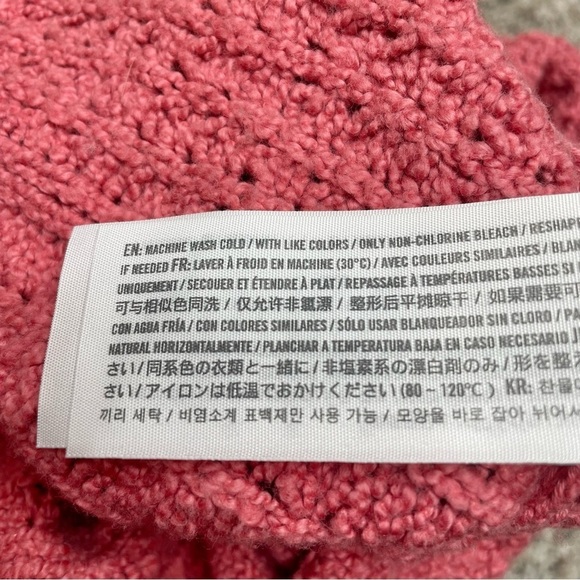 EN: MACHINE WASH COLD / WITH LIKE COLORS / ONLY NON-CHLORINE BLEACH / RESHAP
IF NEEDED FR: LAVER À FROID EN MACHINE (30°C) / AVEC COULEURS SIMILAIRES / BLAN
UNIQUEMENT / SECOUER ET ÉTENDRE À PLAT / REPASSAGE À TEMPÉRATURES BASSES SI
可与相似色同洗 / 仅允许非氯漂 / 整形后平摊晾干 / 如果需要可
CON AGUA FRÍA / CON COLORES SIMILARES / SÓLO USAR BLANQUEADOR SIN CLORO / PA
NATURAL HORIZONTALMENTE / PLANCHAR A TEMPERATURA BAJA EN CASO NECESARIO
さい/同系色の衣類と一緒に/非塩素系の漂白剤のみ/形を整え
さい/アイロンは低温でおかけください (80 – 120°C) KR: 찬물
끼리 세탁 / 비염소계 표백제만 사용 가능 / 모양을 바로 잡아 뉘어서